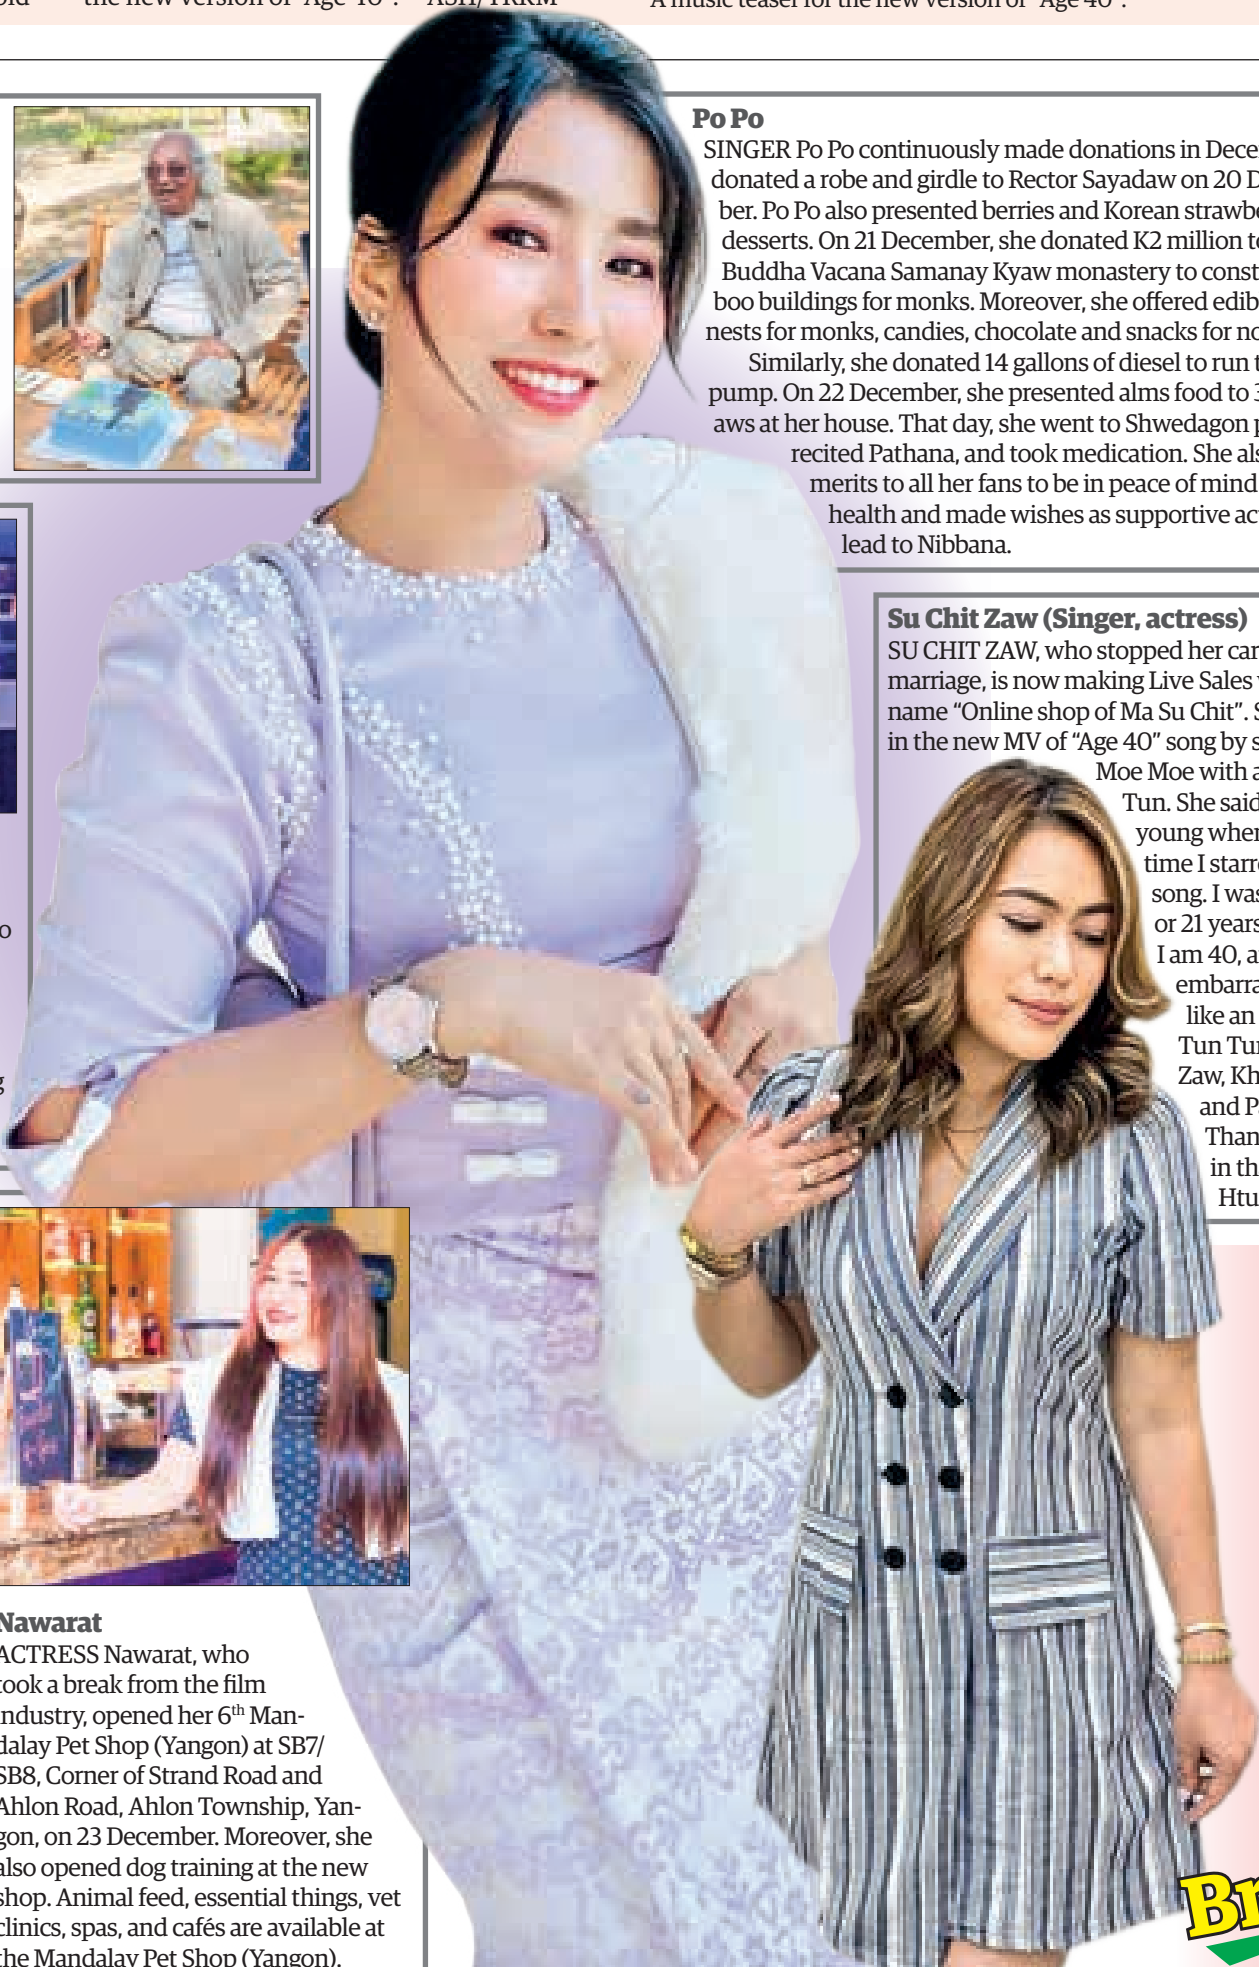 the new version of "Age 40". — ASH/TRKM
A music teaser for the new version of "Age 40".
Po Po
SINGER Po Po continuously made donations in Dece
donated a robe and girdle to Rector Sayadaw on 20 D
ber. Po Po also presented berries and Korean strawbe
desserts. On 21 December, she donated K2 million t
Buddha Vacana Samanay Kyaw monastery to const
boo buildings for monks. Moreover, she offered edib
nests for monks, candies, chocolate and snacks for no
Similarly, she donated 14 gallons of diesel to run t
pump. On 22 December, she presented alms food to 3
aws at her house. That day, she went to Shwedagon p
recited Pathana, and took medication. She als
merits to all her fans to be in peace of mind
health and made wishes as supportive ac
lead to Nibbana.
Su Chit Zaw (Singer, actress)
SU CHIT ZAW, who stopped her car
marriage, is now making Live Sales
name “Online shop of Ma Su Chit”. S
in the new MV of “Age 40” song by s
Moe Moe with a
Tun. She said
young when
time I starr
song. I was
or 21 years
I am 40, a
embarra
like an
Tun Tu
Zaw, Kh
and P
Than
in th
Htu
o
g
Nawarat
ACTRESS Nawarat, who
took a break from the film
industry, opened her 6th Man-
dalay Pet Shop (Yangon) at SB7/
SB8, Corner of Strand Road and
Ahlon Road, Ahlon Township, Yan-
gon, on 23 December. Moreover, she
also opened dog training at the new
shop. Animal feed, essential things, vet
clinics, spas, and cafés are available at
the Mandalay Pet Shop (Yangon).
Br